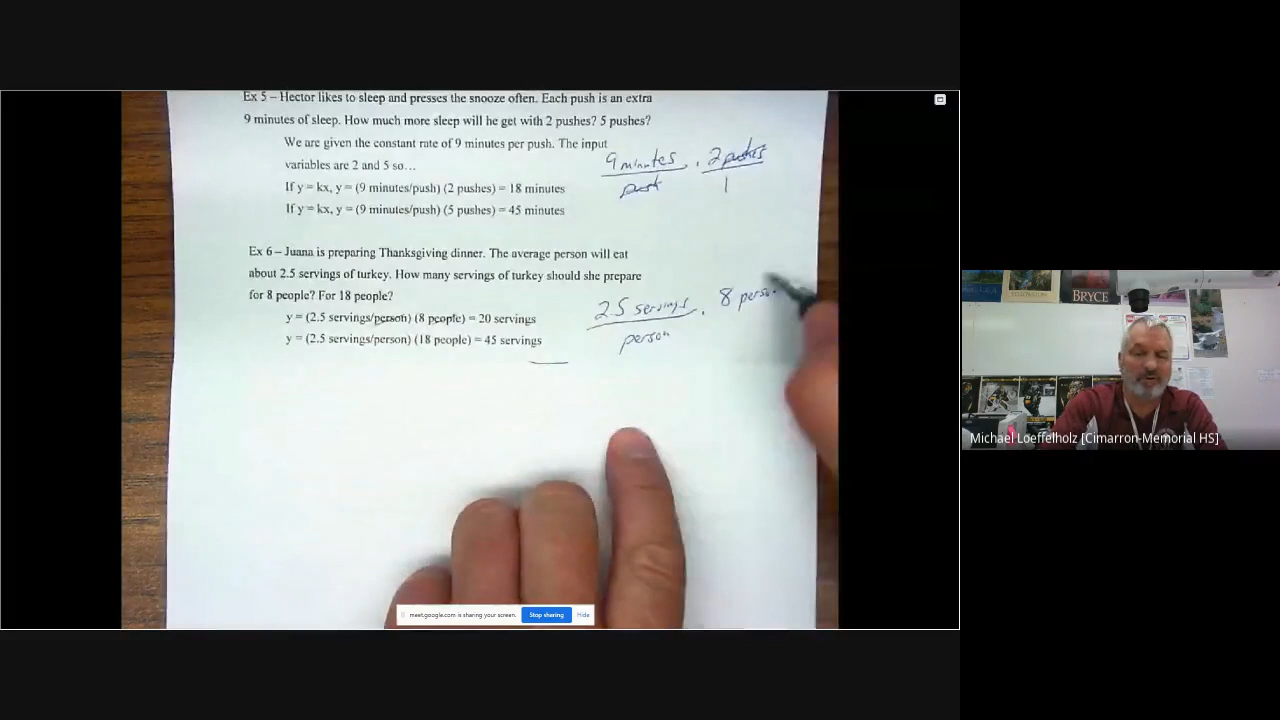 Ex 5 – Hector likes to sleep and presses the snooze often. Each push is an extra
9 minutes of sleep. How much more sleep will he get with 2 pushes? 5 pushes?
We are given the constant rate of 9 minutes per push. The input
variables are 2 and 5 so…
If y = kx, y = (9 minutes/push) (2 pushes) = 18 minutes
If y = kx, y = (9 minutes/push) (5 pushes) = 45 minutes
9 minutes . 2 pushes
push 1
Ex 6 – Juana is preparing Thanksgiving dinner. The average person will eat
about 2.5 servings of turkey. How many servings of turkey should she prepare
for 8 people? For 18 people?
y = (2.5 servings/person) (8 people) = 20 servings
y = (2.5 servings/person) (18 people) = 45 servings
2.5 servings . 8 person
person
meet.google.com is sharing your screen. Stop sharing Hide
BRYCE
Michael Loeffelholz [Cimarron-Memorial HS]